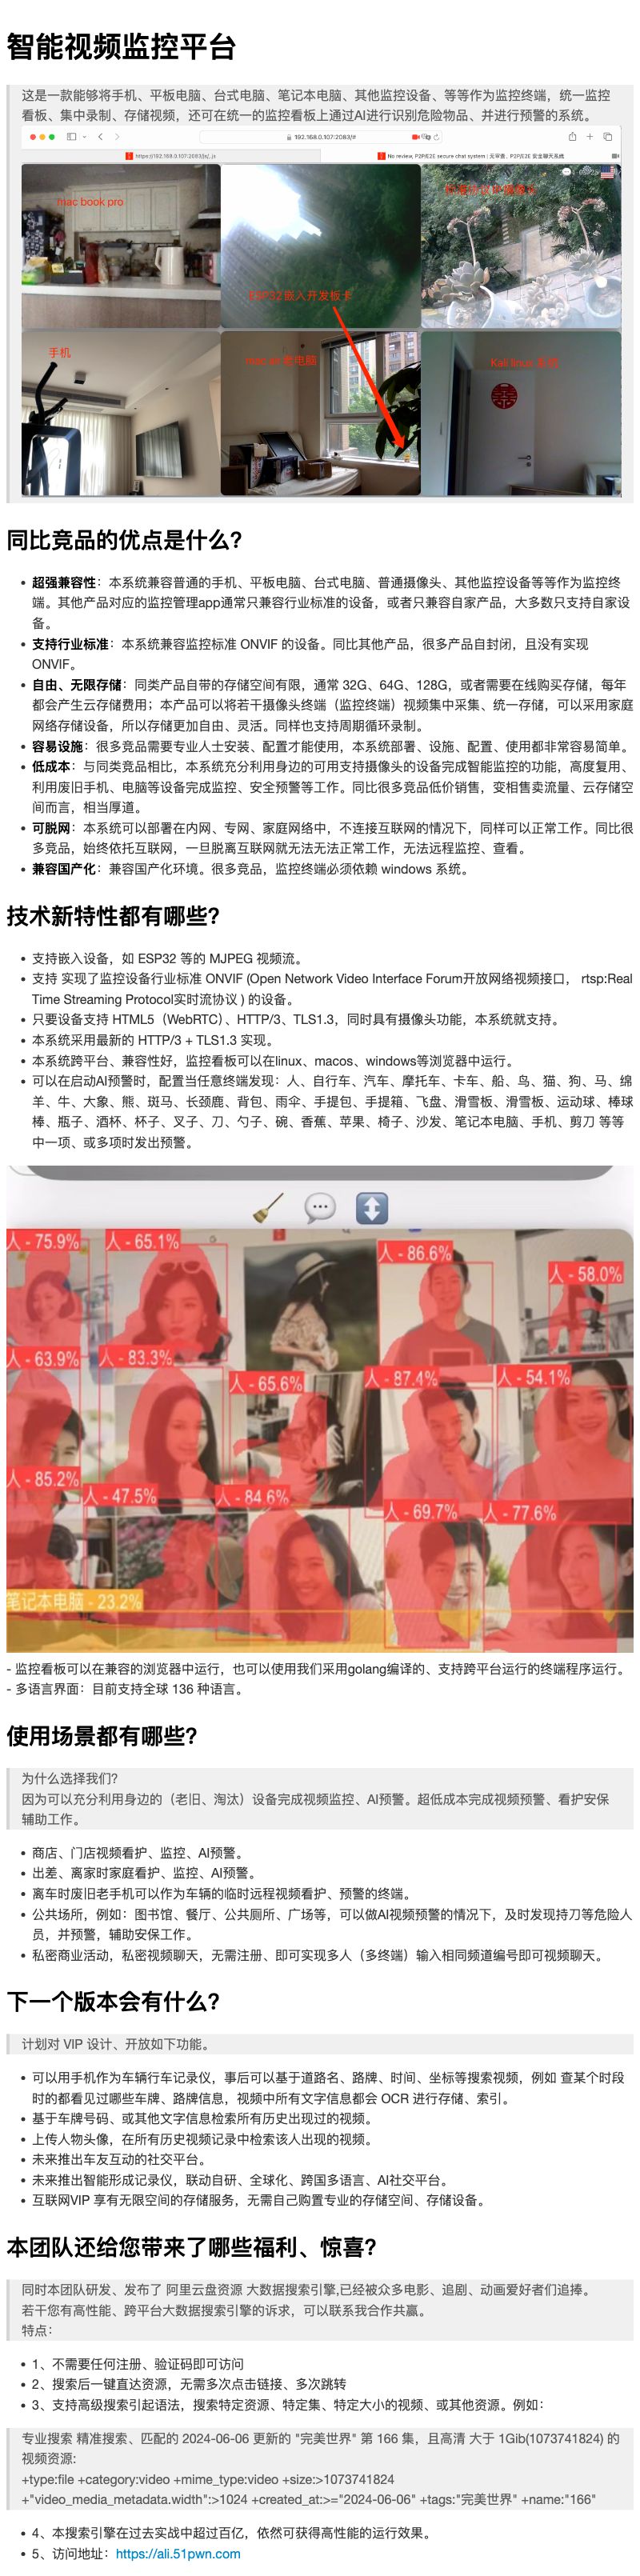 智能视频监控平台
这是一款能够将手机、平板电脑、台式电脑、笔记本电脑、其他监控设备、等等作为监控终端，统一监控
看板、集中录制、存储视频，还可在统一的监控看板上通过AI进行识别危险物品、并进行预警的系统。
192.168.0.107:2083/#
https://192.168.0.107:2083/js/_.js
No review, P2P/E2E secure chat system | 无审查，P2P/E2E 安全聊天系统
mac book pro
ESP32嵌入开发板卡
手机
Kali linux
同比竞品的优点是什么?
超强兼容性：本系统兼容普通的手机、平板电脑、台式电脑、普通摄像头、其他监控设备等等作为监控终
端。其他产品对应的监控管理app通常只兼容行业标准的设备，或者只兼容自家产品，大多数只支持自家设
备。
支持行业标准：本系统兼容监控标准 ONVIF 的设备。同比其他产品，很多产品自封闭，且没有实现
ONVIF。
自由、无限存储：同类产品自带的存储空间有限，通常 32G、64G、128G，或者需要在线购买存储，每年
都会产生云存储费用；本产品可以将若干摄像头终端（监控终端）视频集中采集、统一存储，可以采用家庭
网络存储设备，所以存储更加自由、灵活。同样也支持周期循环录制。
容易设施：很多竞品需要专业人士安装、配置才能使用，本系统部署、设施、配置、使用都非常容易简单。
低成本：与同类竞品相比，本系统充分利用身边的可用支持摄像头的设备完成智能监控的功能，高度复用、
利用废旧手机、电脑等设备完成监控、安全预警等工作。同比很多竞品低价销售，变相售卖流量、云存储空
间而言，相当厚道。
可脱网：本系统可以部署在内网、专网、家庭网络中，不连接互联网的情况下，同样可以正常工作。同比很
多竞品，始终依托互联网，一旦脱离互联网就无法无法正常工作，无法远程监控、查看。
兼容国产化：兼容国产化环境。很多竞品，监控终端必须依赖 windows 系统。
技术新特性都有哪些?
支持嵌入设备，如 ESP32 等的 MJPEG 视频流。
支持 实现了监控设备行业标准 ONVIF (Open Network Video Interface Forum开放网络视频接口， rtsp:Real
Time Streaming Protocol实时流协议 ) 的设备。
只要设备支持 HTML5（WebRTC）、HTTP/3、TLS1.3，同时具有摄像头功能，本系统就支持。
本系统采用最新的 HTTP/3 + TLS1.3 实现。
本系统跨平台、兼容性好，监控看板可以在linux、macos、windows等浏览器中运行。
可以在启动AI预警时，配置当任意终端发现：人、自行车、汽车、摩托车、卡车、船、鸟、猫、狗、马、绵
羊、牛、大象、熊、斑马、长颈鹿、背包、雨伞、手提包、手提箱、飞盘、滑雪板、滑雪板、运动球、棒球
棒、瓶子、酒杯、杯子、叉子、刀、勺子、碗、香蕉、苹果、椅子、沙发、笔记本电脑、手机、剪刀 等等
中一项、或多项时发出预警。
人 - 75.9%
人 - 65.1%
人 - 86.6%
人 - 58.0%
人 - 63.9%
人 - 83.3%
人 - 65.6%
人 - 87.4%
人 - 54.1%
人 - 85.2%
人 - 47.5%
人 - 84.6%
人 - 69.7%
人 - 77.6%
笔记本电脑 - 23.2%
- 监控看板可以在兼容的浏览器中运行，也可以使用我们采用golang编译的、支持跨平台运行的终端程序运行。
- 多语言界面：目前支持全球 136 种语言。
使用场景都有哪些?
为什么选择我们?
因为可以充分利用身边的（老旧、淘汰）设备完成视频监控、AI预警。超低成本完成视频预警、看护安保
辅助工作。
商店、门店视频看护、监控、AI预警。
出差、离家时家庭看护、监控、AI预警。
离车时废旧老手机可以作为车辆的临时远程视频看护、预警的终端。
公共场所，例如：图书馆、餐厅、公共厕所、广场等，可以做AI视频预警的情况下，及时发现持刀等危险人
员，并预警，辅助安保工作。
私密商业活动，私密视频聊天，无需注册、即可实现多人（多终端）输入相同频道编号即可视频聊天。
下一个版本会有什么?
计划对 VIP 设计、开放如下功能。
可以用手机作为车辆行车记录仪，事后可以基于道路名、路牌、时间、坐标等搜索视频，例如 查某个时段
时的都看见过哪些车牌、路牌信息，视频中所有文字信息都会 OCR 进行存储、索引。
基于车牌号码、或其他文字信息检索所有历史出现过的视频。
上传人物头像，在所有历史视频记录中检索该人出现的视频。
未来推出车友互动的社交平台。
未来推出智能形成记录仪，联动自研、全球化、跨国多语言、AI社交平台。
互联网VIP 享有无限空间的存储服务，无需自己购置专业的存储空间、存储设备。
本团队还给您带来了哪些福利、惊喜?
同时本团队研发、发布了 阿里云盘资源 大数据搜索引擎,已经被众多电影、追剧、动画爱好者们追捧。
若干您有高性能、跨平台大数据搜索引擎的诉求，可以联系我合作共赢。
特点：
1、不需要任何注册、验证码即可访问
2、搜索后一键直达资源，无需多次点击链接、多次跳转
3、支持高级搜索引起语法，搜索特定资源、特定集、特定大小的视频、或其他资源。例如：
专业搜索 精准搜索、匹配的 2024-06-06 更新的 "完美世界" 第 166 集，且高清 大于 1Gib(1073741824) 的
视频资源:
+type:file +category:video +mime_type:video +size:>1073741824
+"video_media_metadata.width":>1024 +created_at:>="2024-06-06" +tags:"完美世界" +name:"166"
4、本搜索引擎在过去实战中超过百亿，依然可获得高性能的运行效果。
5、访问地址：https://ali.51pwn.com